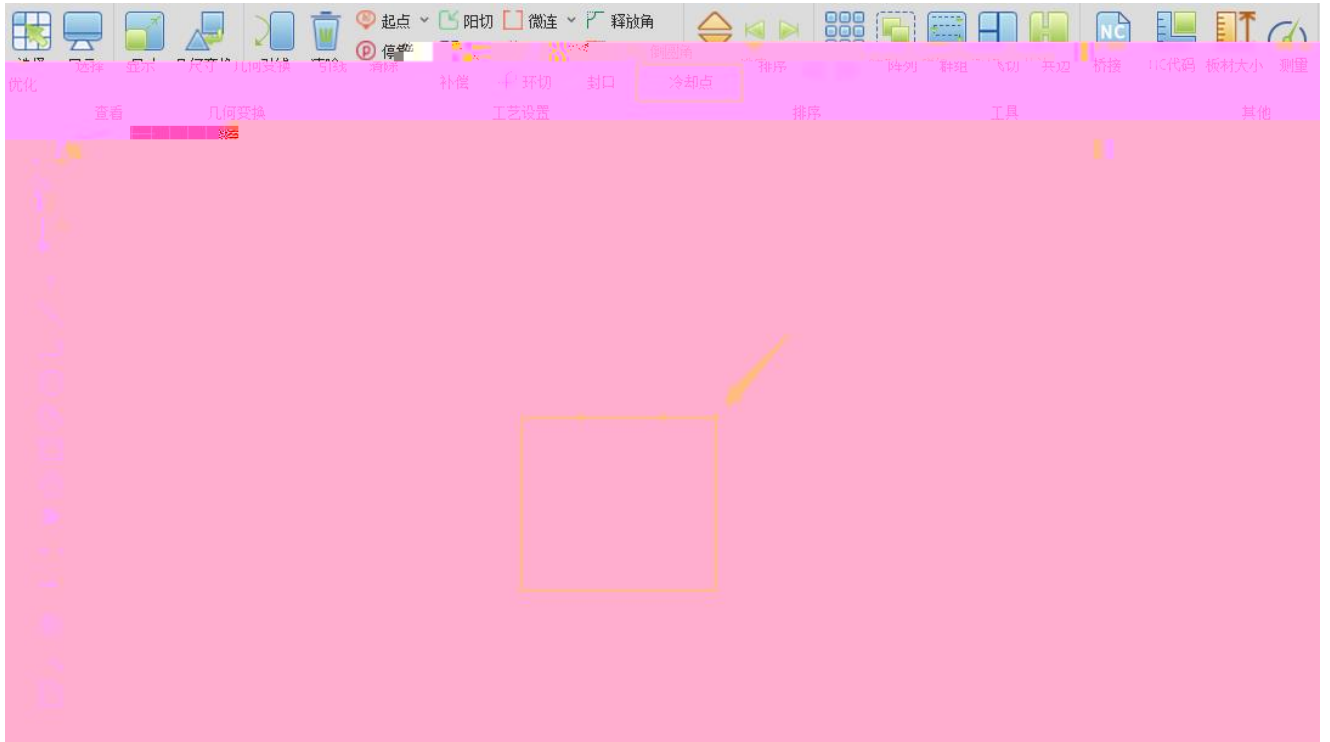 起点 阳切 微连 释放角
停靠
选择 显示 尺寸 几何变换 引线 清除 排序 阵列 群组 飞切 共边 桥接 NC代码 板材大小 测量
优化 补偿 环切 封口 冷却点
查看 几何变换 工艺设置 排序 工具 其他